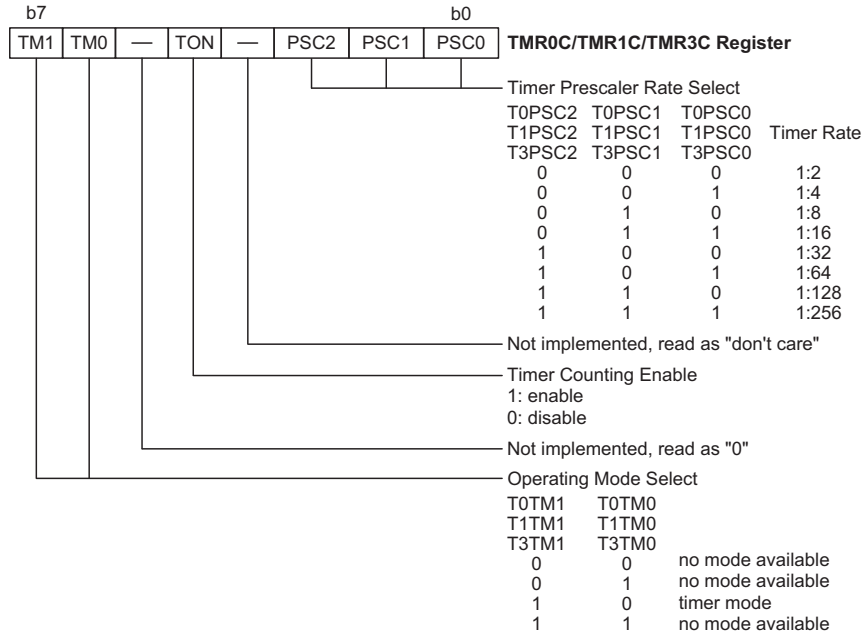 b7 b0
TM1 TM0 — TON — PSC2 PSC1 PSC0 TMR0C/TMR1C/TMR3C Register
Timer Prescaler Rate Select
T0PSC2 T0PSC1 T0PSC0
T1PSC2 T1PSC1 T1PSC0 Timer Rate
T3PSC2 T3PSC1 T3PSC0
0 0 0 1:2
0 0 1 1:4
0 1 0 1:8
0 1 1 1:16
1 0 0 1:32
1 0 1 1:64
1 1 0 1:128
1 1 1 1:256
Not implemented, read as "don't care"
Timer Counting Enable
1: enable
0: disable
Not implemented, read as "0"
Operating Mode Select
T0TM1 T0TM0
T1TM1 T1TM0
T3TM1 T3TM0
0 0 no mode available
0 1 no mode available
1 0 timer mode
1 1 no mode available